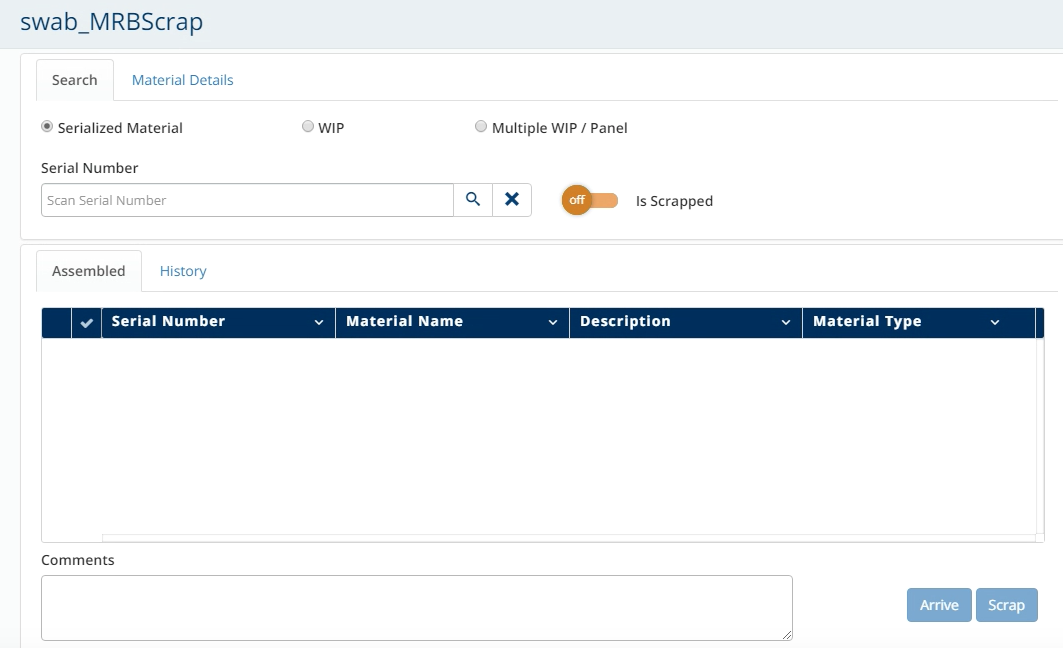 swab_MRBScrap
Search Material Details
Serialized Material WIP Multiple WIP / Panel
Serial Number
Scan Serial Number off Is Scrapped
Assembled History
Serial Number Material Name Description Material Type
Comments
Arrive Scrap